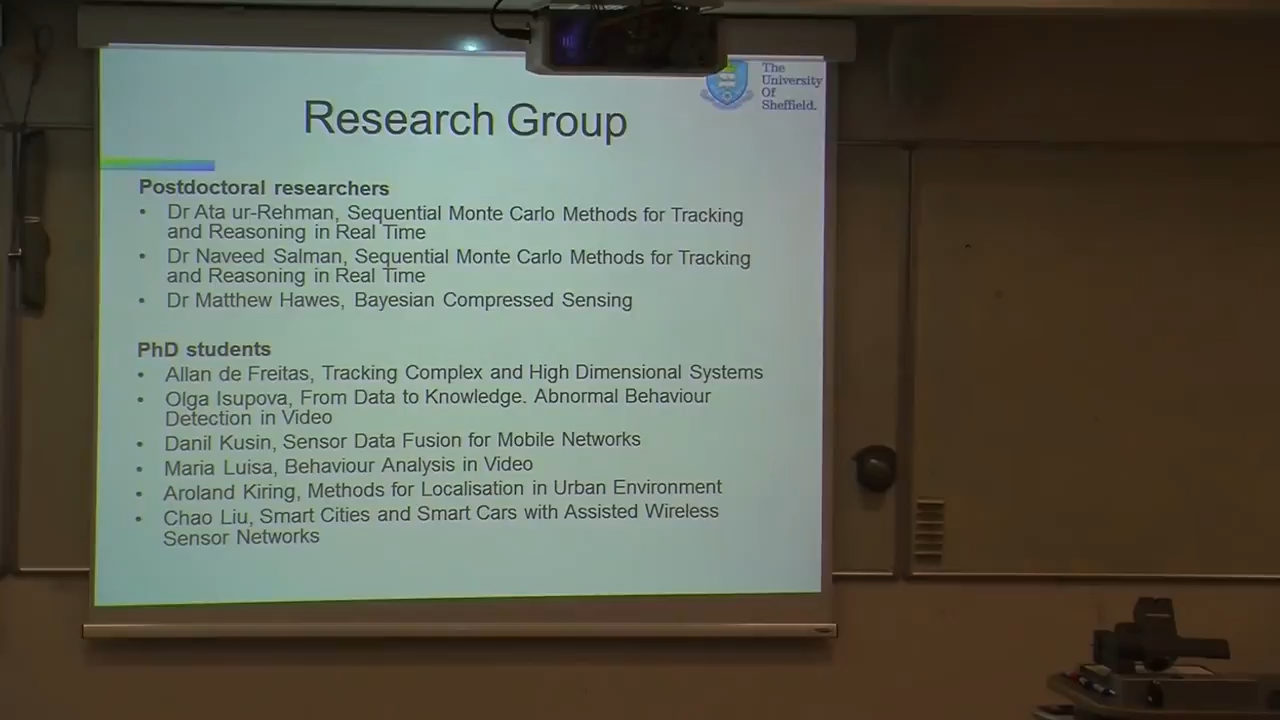 The
University
Of
Sheffield.
Research Group
Postdoctoral researchers
• Dr Ata ur-Rehman, Sequential Monte Carlo Methods for Tracking
and Reasoning in Real Time
• Dr Naveed Salman, Sequential Monte Carlo Methods for Tracking
and Reasoning in Real Time
• Dr Matthew Hawes, Bayesian Compressed Sensing
PhD students
• Allan de Freitas, Tracking Complex and High Dimensional Systems
• Olga Isupova, From Data to Knowledge. Abnormal Behaviour
Detection in Video
• Danil Kusin, Sensor Data Fusion for Mobile Networks
• Maria Luisa, Behaviour Analysis in Video
• Aroland Kiring, Methods for Localisation in Urban Environment
• Chao Liu, Smart Cities and Smart Cars with Assisted Wireless
Sensor Networks